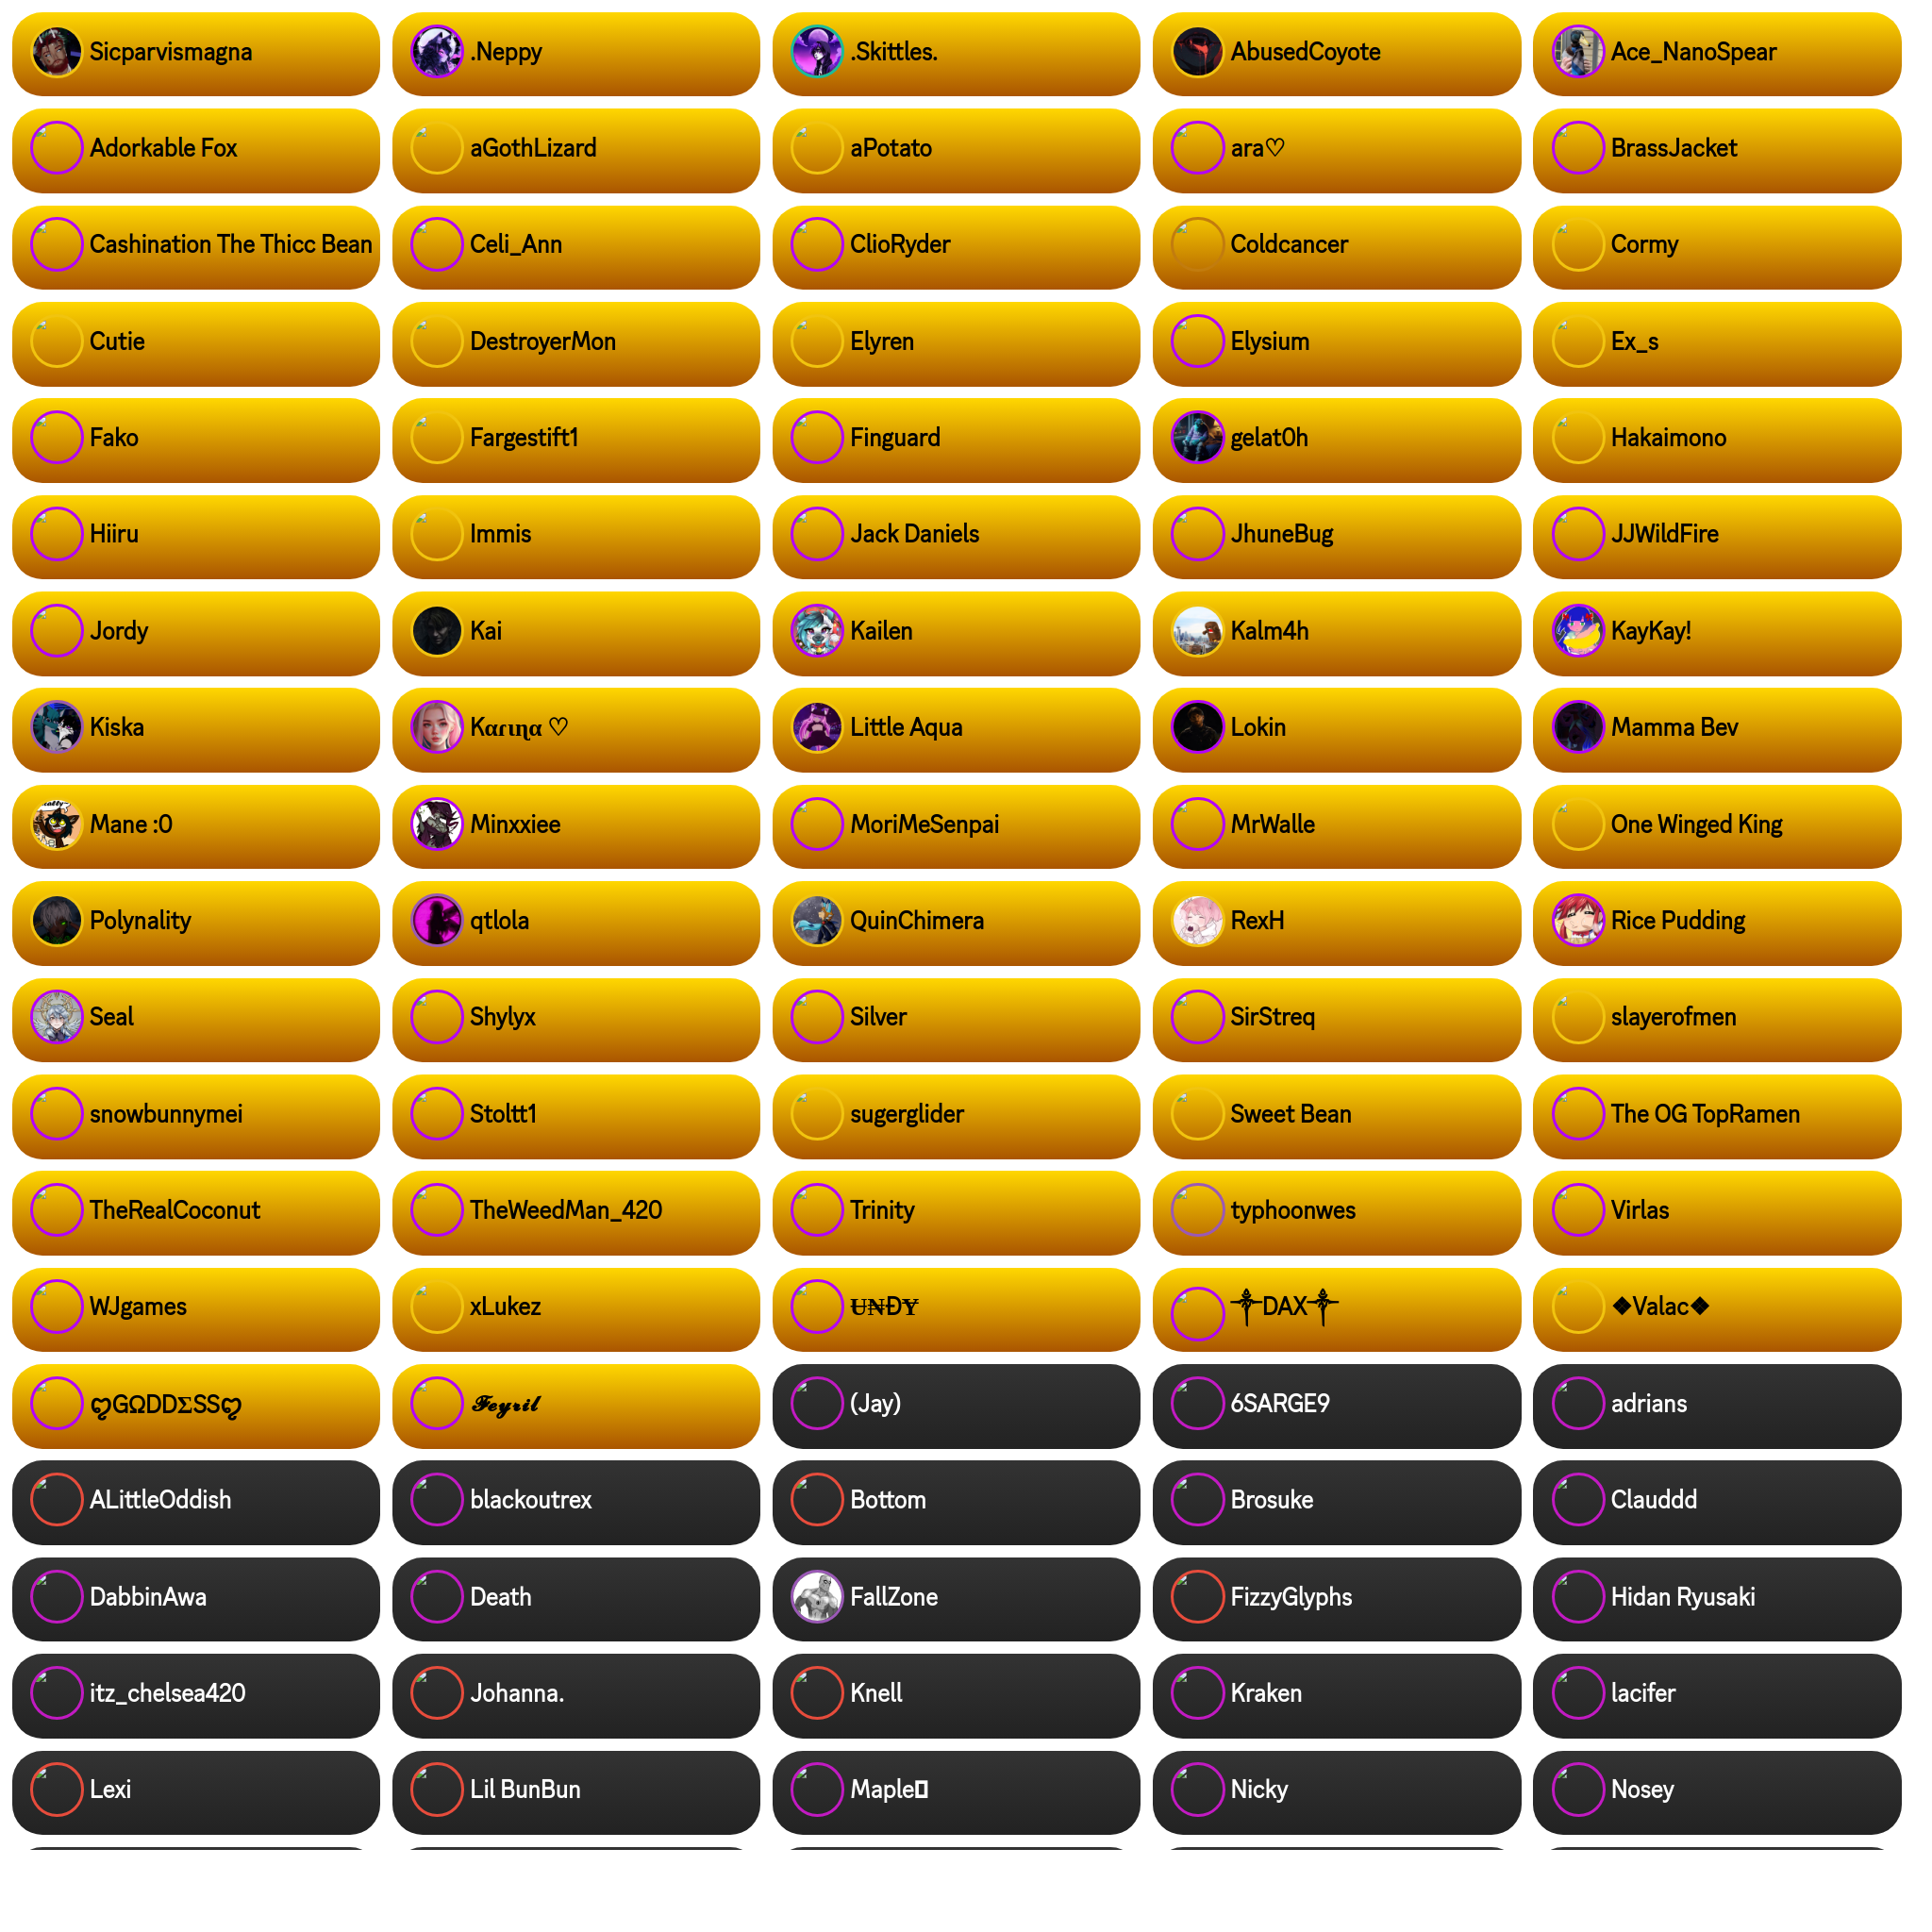 Sicparvismagna
.Neppy
.Skittles.
AbusedCoyote
Ace_NanoSpear
Adorkable Fox
aGothLizard
aPotato
ara♡
BrassJacket
Cashination The Thicc Bean
Celi_Ann
ClioRyder
Coldcancer
Cormy
Cutie
DestroyerMon
Elyren
Elysium
Ex_s
Fako
Fargestift1
Finguard
gelat0h
Hakaimono
Hiiru
Immis
Jack Daniels
JhuneBug
JJWildFire
Jordy
Kai
Kailen
Kalm4h
KayKay!
Kiska
Kαɾιɳα ♡
Little Aqua
Lokin
Mamma Bev
Mane :0
Minxxiee
MoriMeSenpai
MrWalle
One Winged King
Polynality
qtlola
QuinChimera
RexH
Rice Pudding
Seal
Shylyx
Silver
SirStreq
slayerofmen
snowbunnymei
Stoltt1
sugerglider
Sweet Bean
The OG TopRamen
TheRealCoconut
TheWeedMan_420
Trinity
typhoonwes
Virlas
WJgames
xLukez
Ʉ₦ĐɎ
༒DAX༒
❖Valac❖
ღGΩDDΣSSღ
𝓕𝓮𝔂𝓻𝓲𝓵
(Jay)
6SARGE9
adrians
ALittleOddish
blackoutrex
Bottom
Brosuke
Clauddd
DabbinAwa
Death
FallZone
FizzyGlyphs
Hidan Ryusaki
itz_chelsea420
Johanna.
Knell
Kraken
lacifer
Lexi
Lil BunBun
Maple
Nicky
Nosey